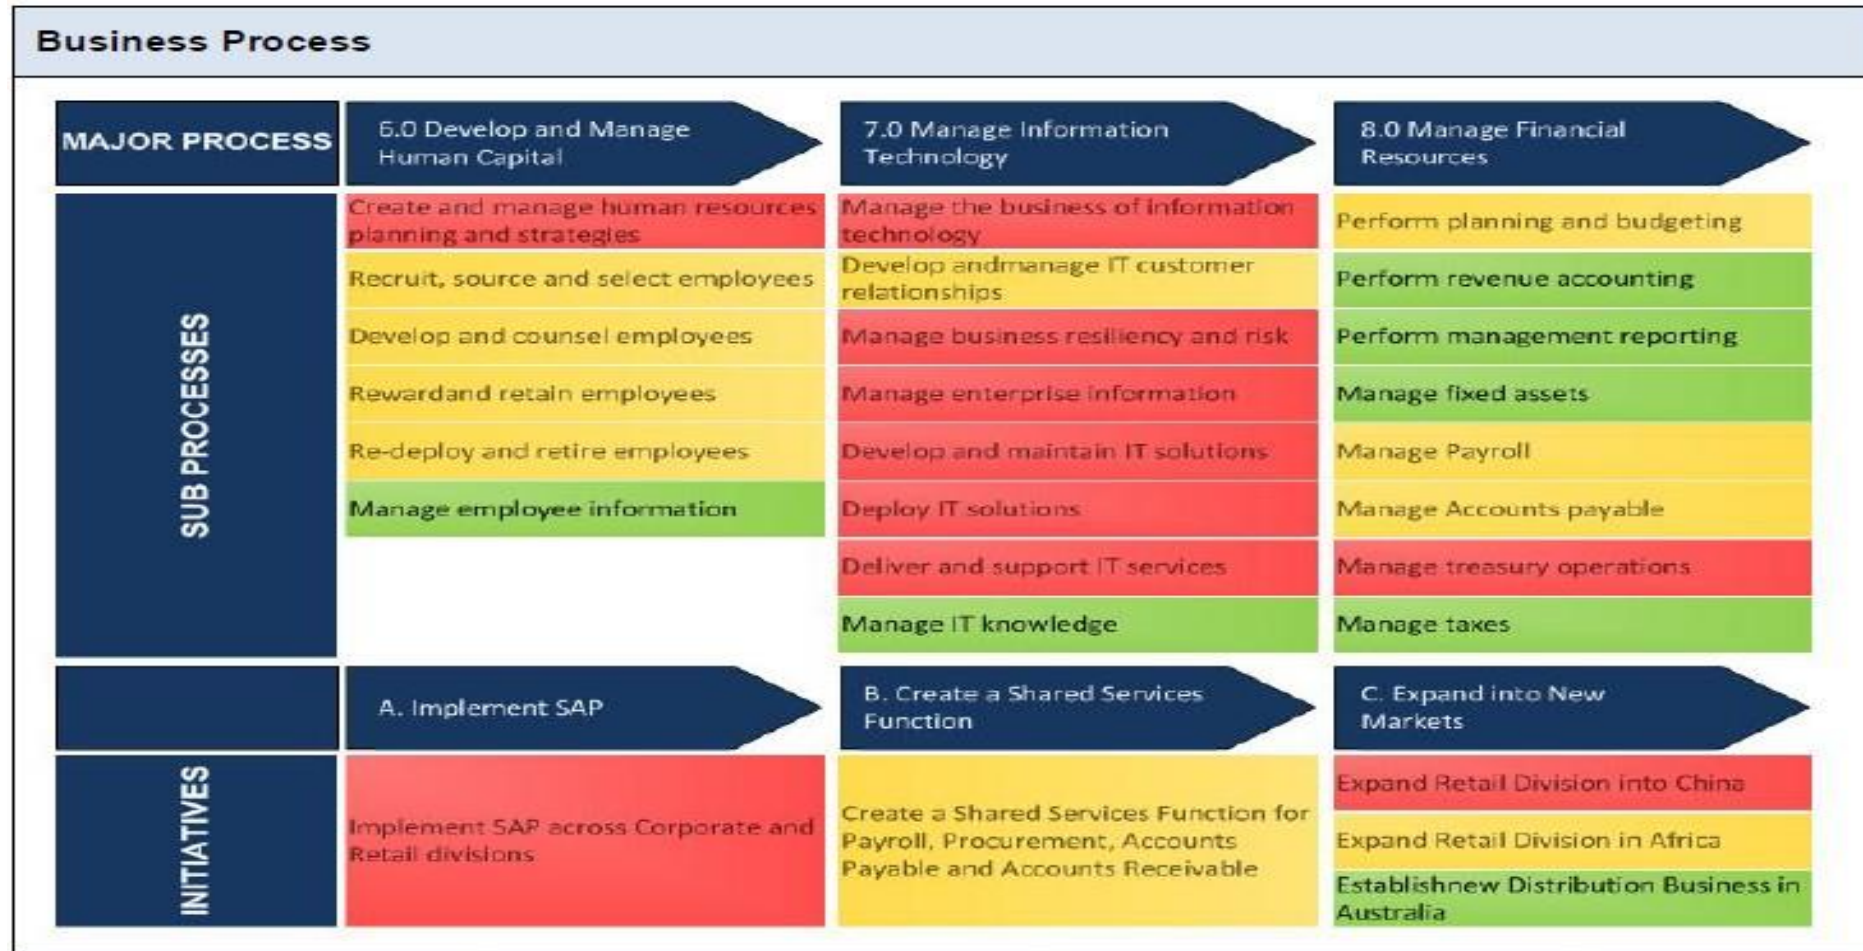 Business Process
MAJOR PROCESS
6.0 Develop and Manage
Human Capital
7.0 Manage Information
Technology
8.0 Manage Financial
Resources
SUB PROCESSES
Create and manage human resources
planning and strategies
Recruit, source and select employees
Develop and counsel employees
Rewardand retain employees
Re-deploy and retire employees
Manage employee information
Manage the business of information
technology
Develop andmanage IT customer
relationships
Manage business resiliency and risk
Manage enterprise information
Develop and maintain IT solutions
Deploy IT solutions
Deliver and support IT services
Manage IT knowledge
Perform planning and budgeting
Perform revenue accounting
Perform management reporting
Manage fixed assets
Manage Payroll
Manage Accounts payable
Manage treasury operations
Manage taxes
A. Implement SAP
B. Create a Shared Services
Function
C. Expand into New
Markets
INITIATIVES
Implement SAP across Corporate and
Retail divisions
Create a Shared Services Function for
Payroll, Procurement, Accounts
Payable and Accounts Receivable
Expand Retail Division into China
Expand Retail Division in Africa
Establishnew Distribution Business in
Australia